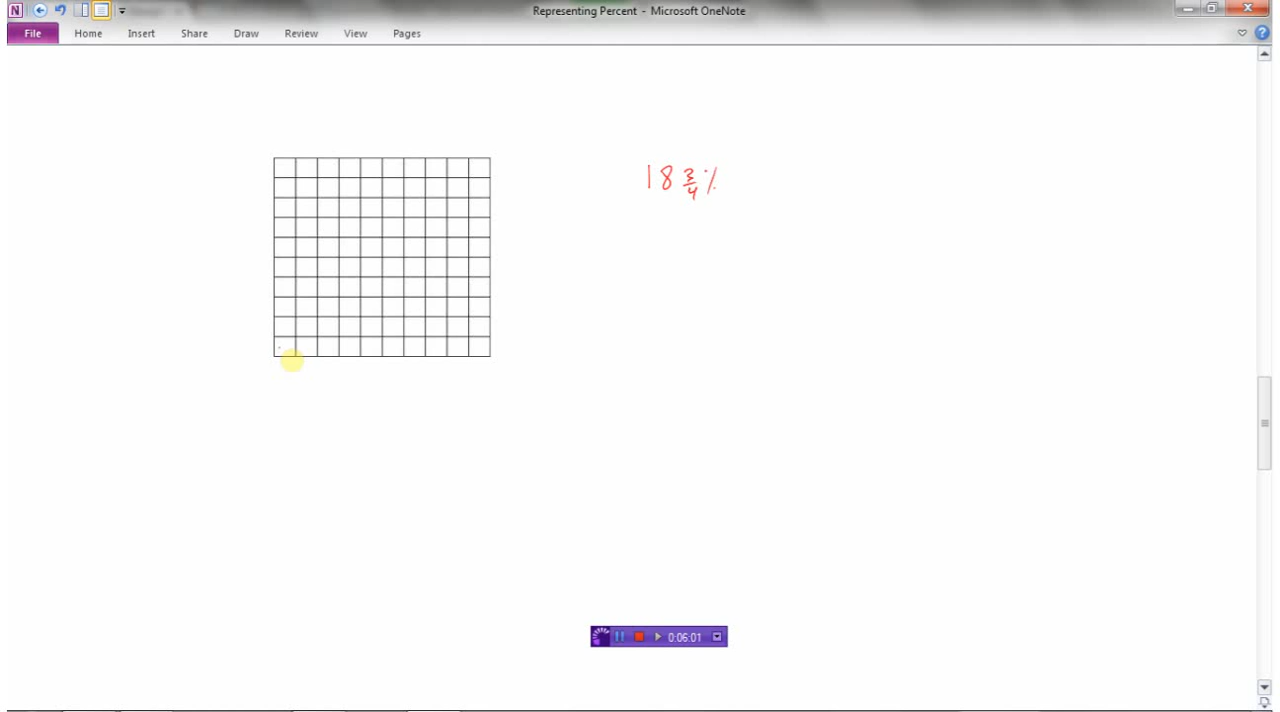 Representing Percent - Microsoft OneNote
File Home Insert Share Draw Review View Pages
18 3/4 %
0:06:01